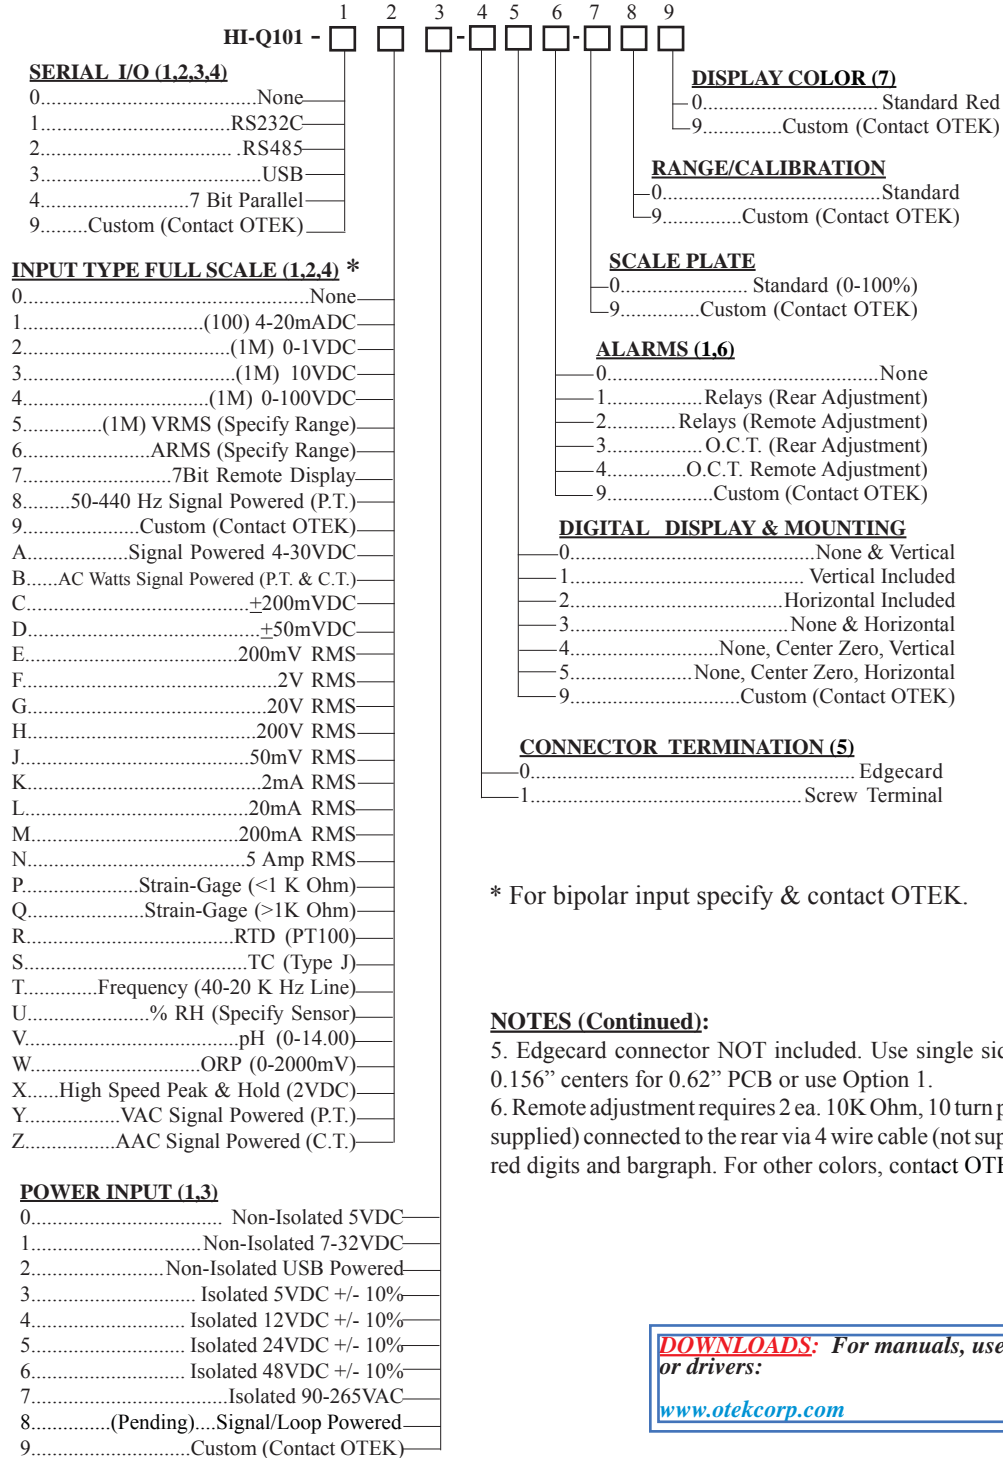 1 2 3 4 5 6 7 8 9
HI-Q101 - - -
SERIAL I/O (1,2,3,4)
0....................................None
1...............................RS232C
2................................ .RS485
3.....................................USB
4.........................7 Bit Parallel
9.........Custom (Contact OTEK)
INPUT TYPE FULL SCALE (1,2,4) *
0................................................None
1..............................(100) 4-20mADC
2..................................(1M) 0-1VDC
3...................................(1M) 10VDC
4...............................(1M) 0-100VDC
5.............(1M) VRMS (Specify Range)
6......................ARMS (Specify Range)
7.........................7Bit Remote Display
8........50-440 Hz Signal Powered (P.T.)
9...................Custom (Contact OTEK)
A.................Signal Powered 4-30VDC
B......AC Watts Signal Powered (P.T. & C.T.)
C.....................................+200mVDC
D.......................................+50mVDC
E...................................200mV RMS
F..........................................2V RMS
G........................................20V RMS
H......................................200V RMS
J.....................................50mV RMS
K.......................................2mA RMS
L.....................................20mA RMS
M...................................200mA RMS
N....................................5 Amp RMS
P...................Strain-Gage (<1 K Ohm)
Q....................Strain-Gage (>1K Ohm)
R..................................RTD (PT100)
S.....................................TC (Type J)
T..............Frequency (40-20 K Hz Line)
U.....................% RH (Specify Sensor)
V...................................pH (0-14.00)
W............................ORP (0-2000mV)
X......High Speed Peak & Hold (2VDC)
Y...............VAC Signal Powered (P.T.)
Z...............AAC Signal Powered (C.T.)
POWER INPUT (1,3)
0................................ Non-Isolated 5VDC
1.............................Non-Isolated 7-32VDC
2.......................Non-Isolated USB Powered
3............................ Isolated 5VDC +/- 10%
4.......................... Isolated 12VDC +/- 10%
5.......................... Isolated 24VDC +/- 10%
6.......................... Isolated 48VDC +/- 10%
7.................................Isolated 90-265VAC
8..............(Pending)....Signal/Loop Powered
9...........................Custom (Contact OTEK)
DISPLAY COLOR (7)
0.............................. Standard Red
9..............Custom (Contact OTEK)
RANGE/CALIBRATION
0.....................................Standard
9.............Custom (Contact OTEK)
SCALE PLATE
0...................... Standard (0-100%)
9..............Custom (Contact OTEK)
ALARMS (1,6)
0..............................................None
1................Relays (Rear Adjustment)
2............Relays (Remote Adjustment)
3................O.C.T. (Rear Adjustment)
4.............O.C.T. Remote Adjustment)
9..................Custom (Contact OTEK)
DIGITAL DISPLAY & MOUNTING
0..........................................None & Vertical
1........................................ Vertical Included
2....................................Horizontal Included
3......................................None & Horizontal
4.........................None, Center Zero, Vertical
5.....................None, Center Zero, Horizontal
9.............................Custom (Contact OTEK)
CONNECTOR TERMINATION (5)
0...................................................... Edgecard
1..............................................Screw Terminal
* For bipolar input specify & contact OTEK.
NOTES (Continued):
5. Edgecard connector NOT included. Use single
0.156” centers for 0.62” PCB or use Option 1.
6. Remote adjustment requires 2 ea. 10K Ohm, 10 turn
supplied) connected to the rear via 4 wire cable (not
red digits and bargraph. For other colors, contact
DOWNLOADS: For manuals,
or drivers:
www.otekcorp.com